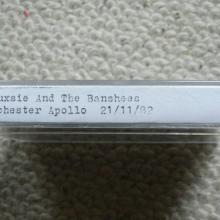 uxsie And The Banshees
chester Apollo 21/11/82